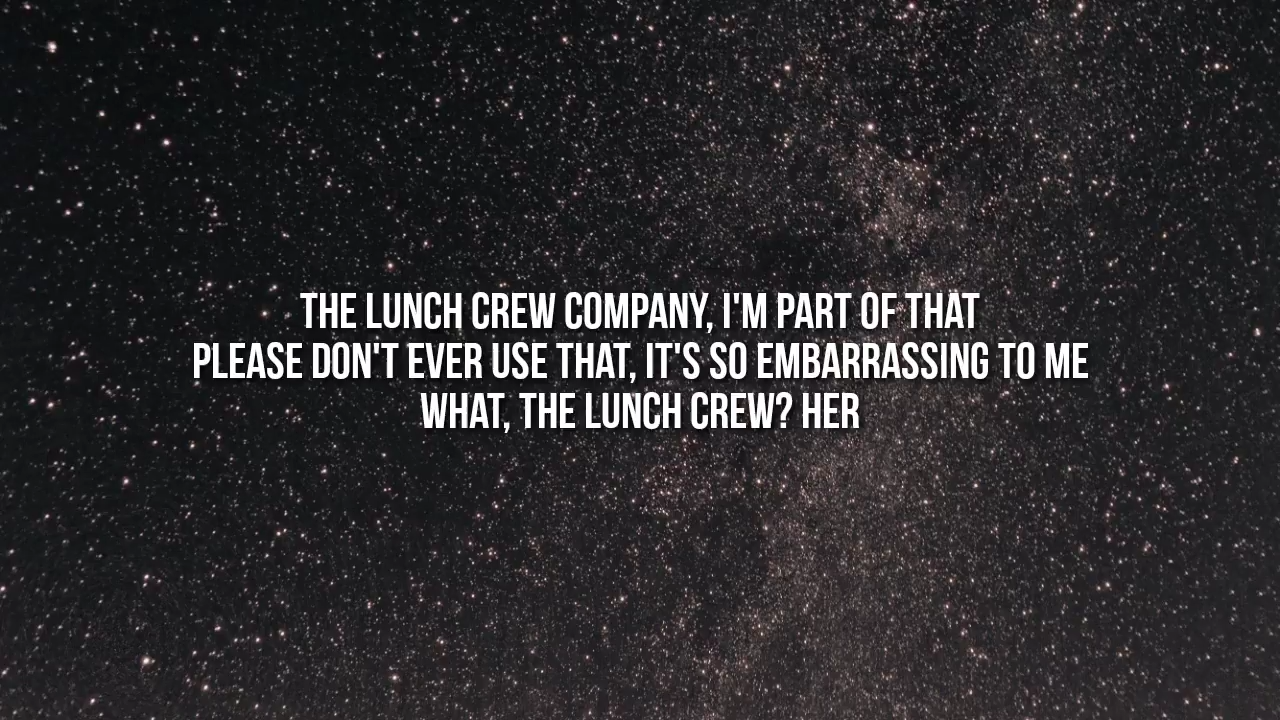 THE LUNCH CREW COMPANY, I'M PART OF THAT
PLEASE DON'T EVER USE THAT, IT'S SO EMBARRASSING TO ME
WHAT, THE LUNCH CREW? HER